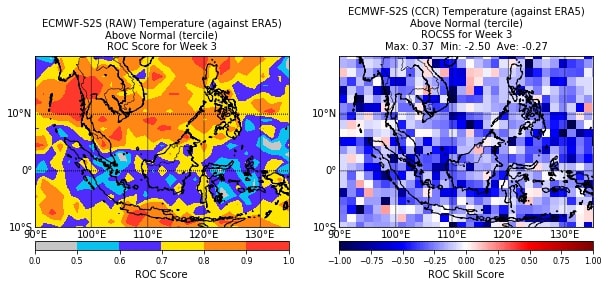 ECMWF-S2S (RAW) Temperature (against ERA5)
Above Normal (tercile)
ROC Score for Week 3
10°N
0°
10°S
90°E 100°E 110°E 120°E 130°E
0.0 0.5 0.6 0.7 0.8 0.9 1.0
ROC Score
ECMWF-S2S (CCR) Temperature (against ERA5)
Above Normal (tercile)
ROCSS for Week 3
Max: 0.37 Min: -2.50 Ave: -0.27
10°N
0°
10°S
90°E 100°E 110°E 120°E 130°E
−1.00 −0.75 −0.50 −0.25 0.00 0.25 0.50 0.75 1.00
ROC Skill Score